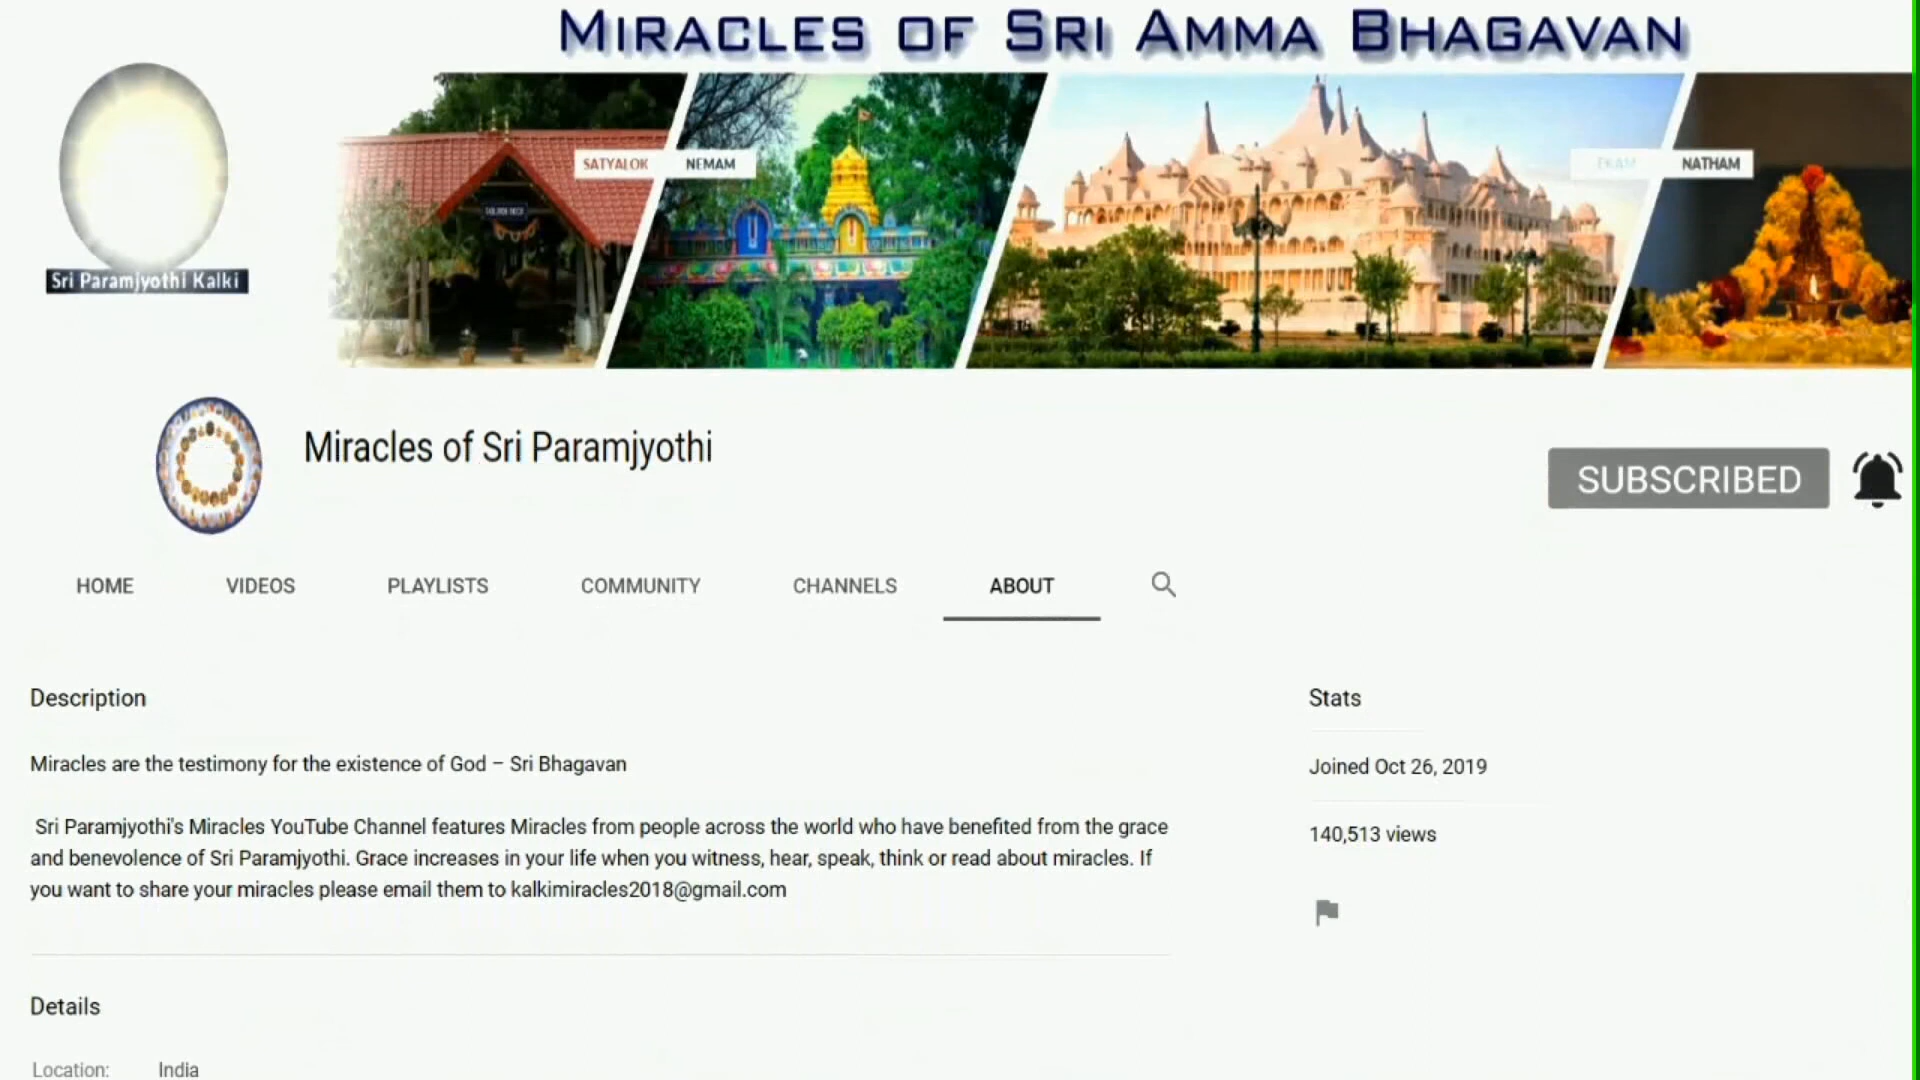 MIRACLES OF SRI AMMA BHAGAVAN
SATYALOK
NEMAM
EKAM
NATHAM
Sri Paramjyothi Kalki
Miracles of Sri Paramjyothi
SUBSCRIBED
HOME
VIDEOS
PLAYLISTS
COMMUNITY
CHANNELS
ABOUT
Description
Miracles are the testimony for the existence of God – Sri Bhagavan
Sri Paramjyothi's Miracles YouTube Channel features Miracles from people across the world who have benefited from the grace
and benevolence of Sri Paramjyothi. Grace increases in your life when you witness, hear, speak, think or read about miracles. If
you want to share your miracles please email them to kalkimiracles2018@gmail.com
Stats
Joined Oct 26, 2019
140,513 views
Details
Location: India